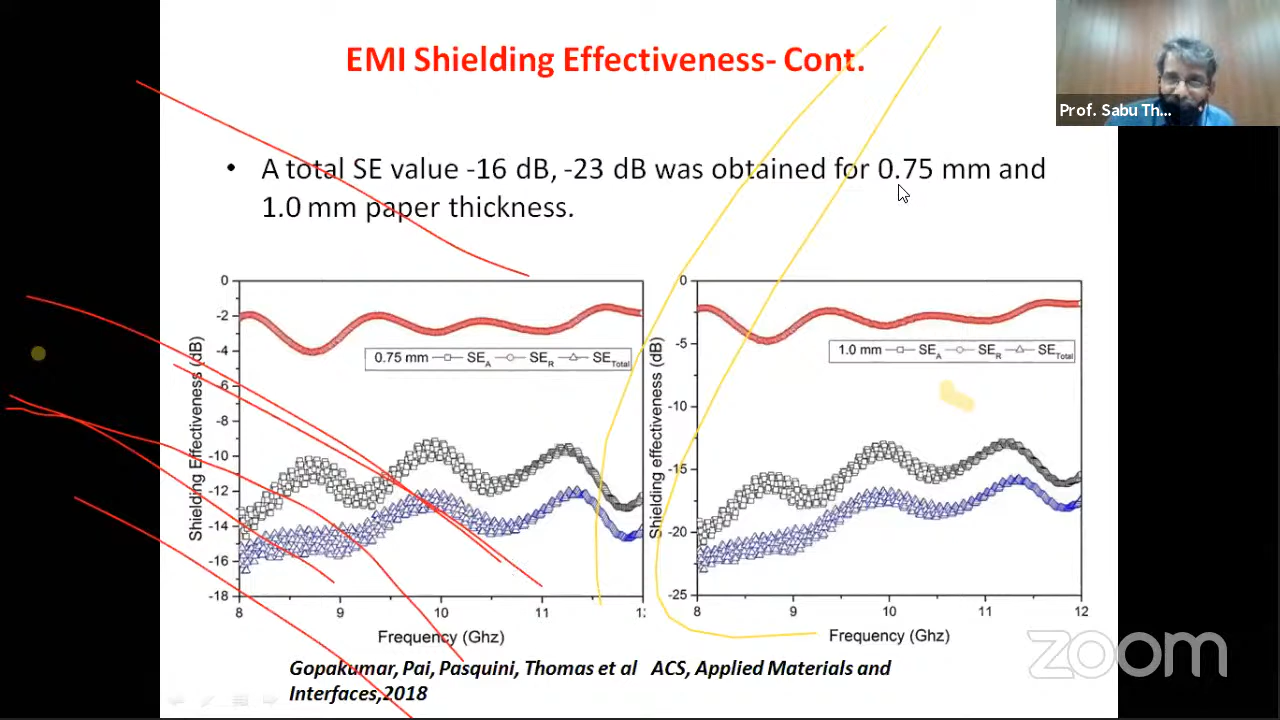 EMI Shielding Effectiveness- Cont.
Prof. Sabu Th...
• A total SE value -16 dB, -23 dB was obtained for 0.75 mm and
1.0 mm paper thickness.
0
-2
-4
-6
-8
-10
-12
-14
-16
-18
Shielding Effectiveness (dB)
0.75 mm SEA SER SETotal
8 9 10 11 1
Frequency (Ghz)
0
-5
-10
-15
-20
-25
Shielding effectiveness (dB)
1.0 mm SEA SER SETotal
8 9 10 11 12
Frequency (Ghz)
Gopakumar, Pai, Pasquini, Thomas et al ACS, Applied Materials and
Interfaces,2018
zoom